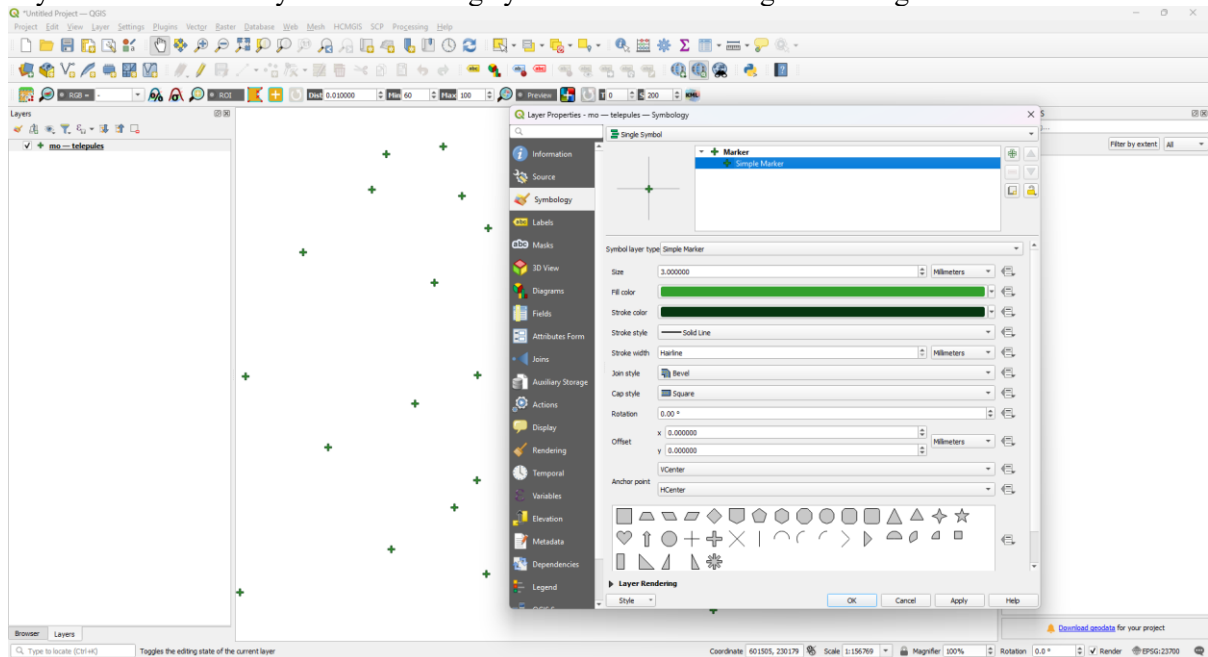 *Untitled Project — QGIS
Project Edit View Layer Settings Plugins Vector Raster Database Web Mesh HCMGIS SCP Processing Help
RGB = - ROI Dist 0.010000 Min 60 Max 100 Preview T 0 S 200
Layers
mo — telepules
Layer Properties - mo — telepules — Symbology
Single Symbol
Information
Source
Symbology
Labels
Masks
3D View
Diagrams
Fields
Attributes Form
Joins
Auxiliary Storage
Actions
Display
Rendering
Temporal
Variables
Elevation
Metadata
Dependencies
Legend
Marker
Simple Marker
Symbol layer type Simple Marker
Size 3.000000 Millimeters
Fill color
Stroke color
Stroke style Solid Line
Stroke width Hairline Millimeters
Join style Bevel
Cap style Square
Rotation 0.00 °
Offset x 0.000000 Millimeters
y 0.000000
Anchor point VCenter
HCenter
Layer Rendering
Style OK Cancel Apply Help
Filter by extent All
Download geodata for your project
Browser Layers
Type to locate (Ctrl+K) Toggles the editing state of the current layer Coordinate 601505, 230179 Scale 1:156769 Magnifier 100% Rotation 0.0 ° Render EPSG:23700